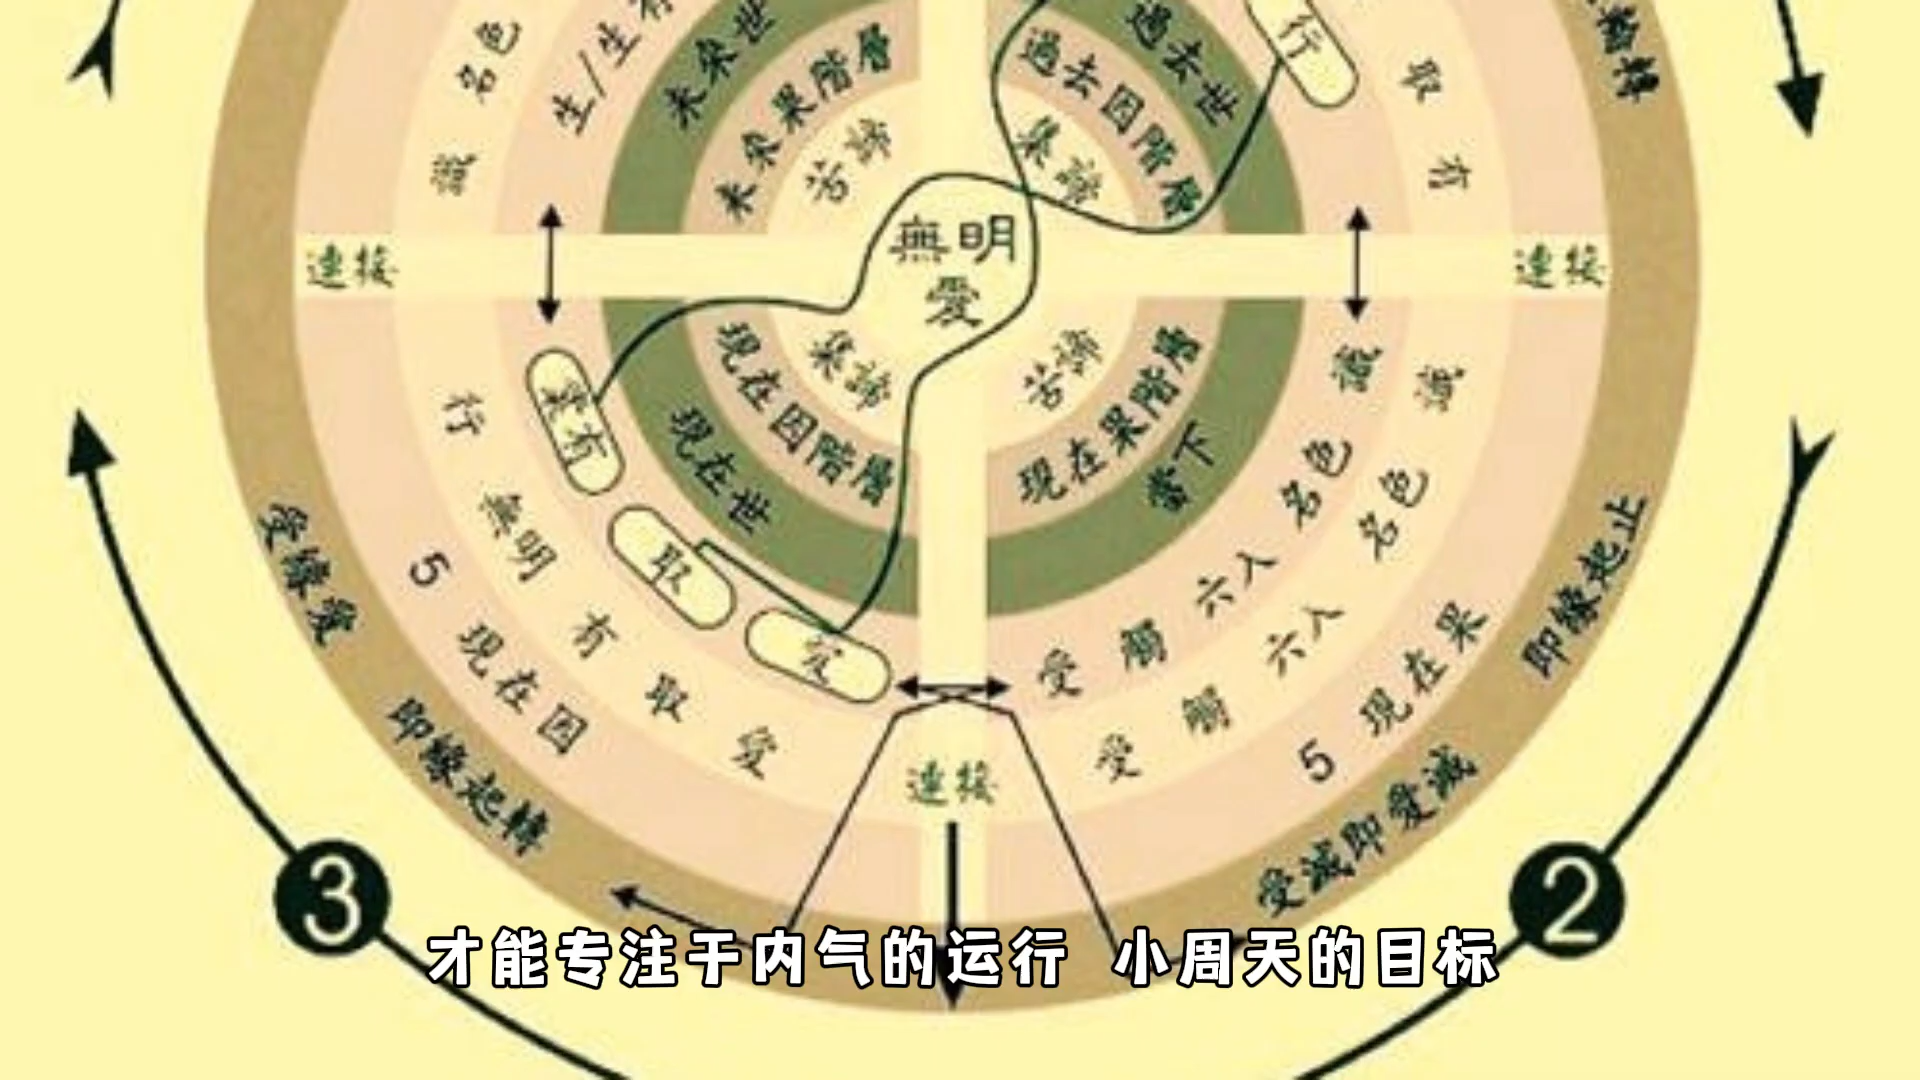 名色
識
生/生有
未來世
未來果階層
苦諦
過去世
過去因階層
集諦
行
取
有
連接
無明
愛
連接
業有
取
愛
現在因階層
現在世
集諦
苦諦
現在果階層
當下
行
無明
有
取
愛
5 現在因
識
名色
六入
觸
受
識
名色
六入
觸
受
5 現在果
受緣愛
即緣起轉
即緣起止
受滅即愛滅
連接
3
2
才能专注于内气的运行 小周天的目标